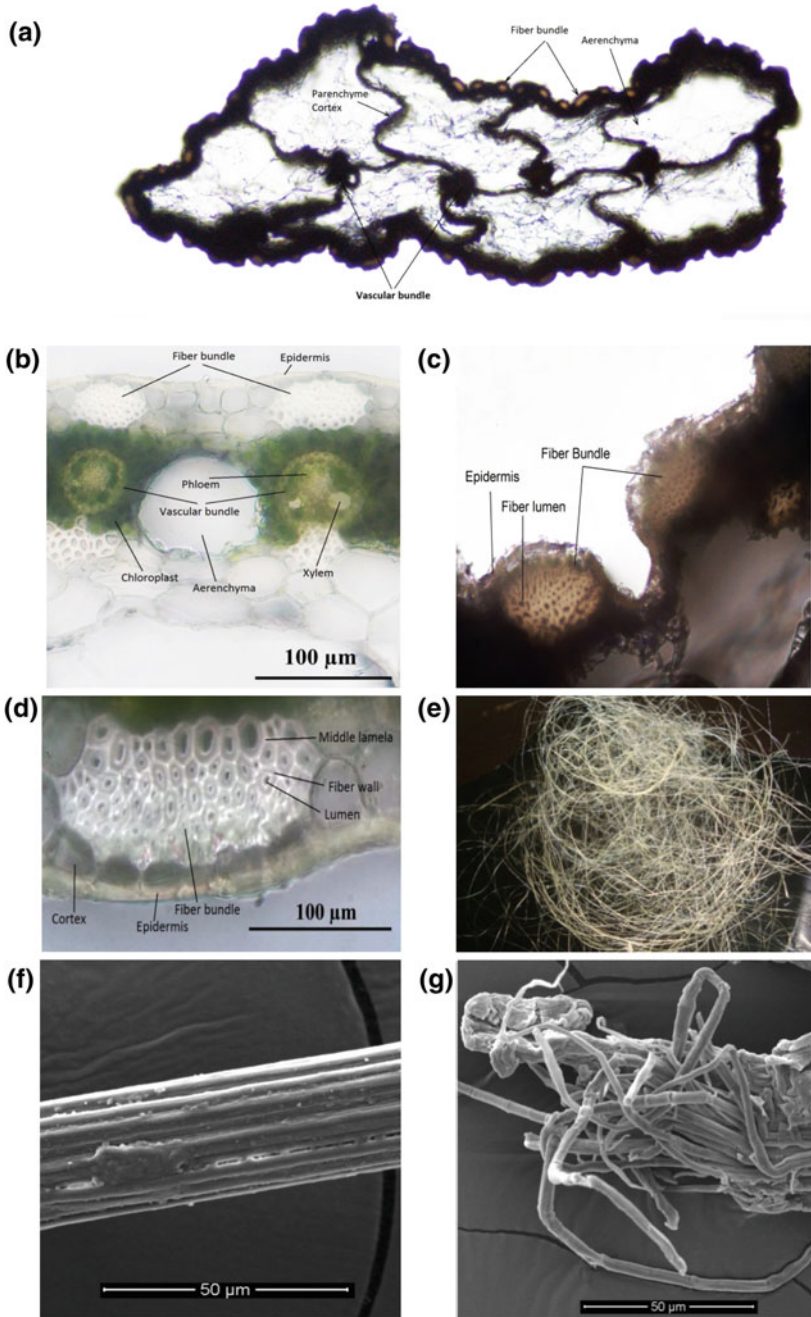 (a)
Fiber bundle
Aerenchyma
Parenchyme
Cortex
Vascular bundle
(b)
Fiber bundle
Epidermis
Phloem
Vascular bundle
Chloroplast
Aerenchyma
Xylem
100 µm
(c)
Fiber Bundle
Epidermis
Fiber lumen
(d)
Middle lamela
Fiber wall
Lumen
Fiber bundle
Cortex
Epidermis
100 µm
(e)
(f)
50 µm
(g)
50 µm